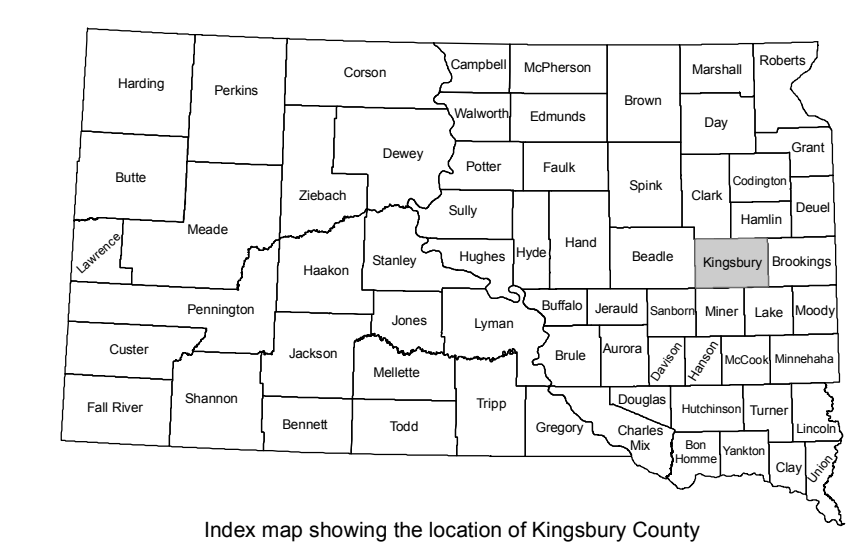 Harding
Perkins
Corson
Campbell
McPherson
Brown
Marshall
Roberts
Walworth
Edmunds
Day
Grant
Butte
Dewey
Potter
Faulk
Spink
Clark
Codington
Ziebach
Deuel
Meade
Sully
Hamlin
Lawrence
Haakon
Stanley
Hughes
Hyde
Hand
Beadle
Kingsbury
Brookings
Pennington
Jones
Lyman
Buffalo
Jerauld
Sanborn
Miner
Lake
Moody
Custer
Jackson
Brule
Aurora
Davison
Hanson
McCook
Minnehaha
Fall River
Shannon
Mellette
Tripp
Douglas
Hutchinson
Turner
Lincoln
Bennett
Todd
Gregory
Charles
Mix
Bon
Homme
Yankton
Clay
Union
Index map showing the location of Kingsbury County